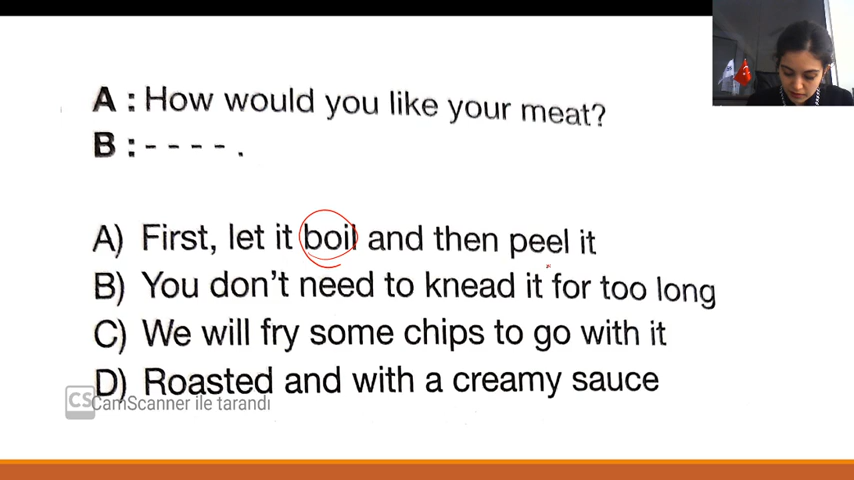 A : How would you like your meat?
B : - - - - .
A) First, let it boil and then peel it
B) You don't need to knead it for too long
C) We will fry some chips to go with it
D) Roasted and with a creamy sauce
CS CamScanner ile tarandı